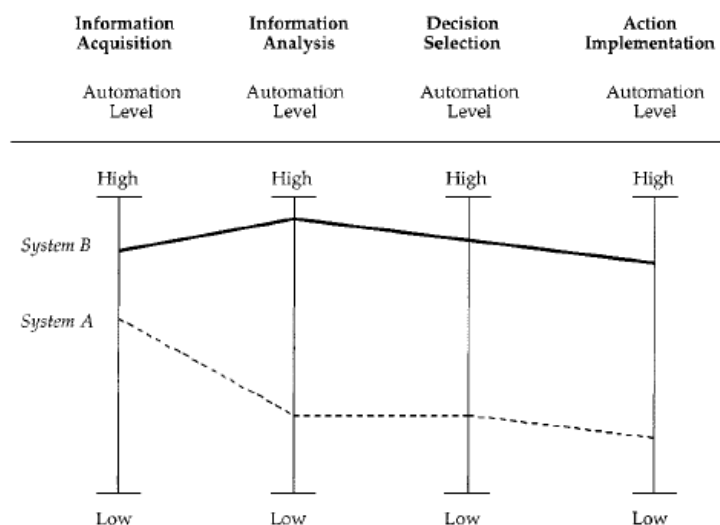 Information Information Decision Action
Acquisition Analysis Selection Implementation
Automation Automation Automation Automation
Level Level Level Level
High High High High
System B
System A
Low Low Low Low